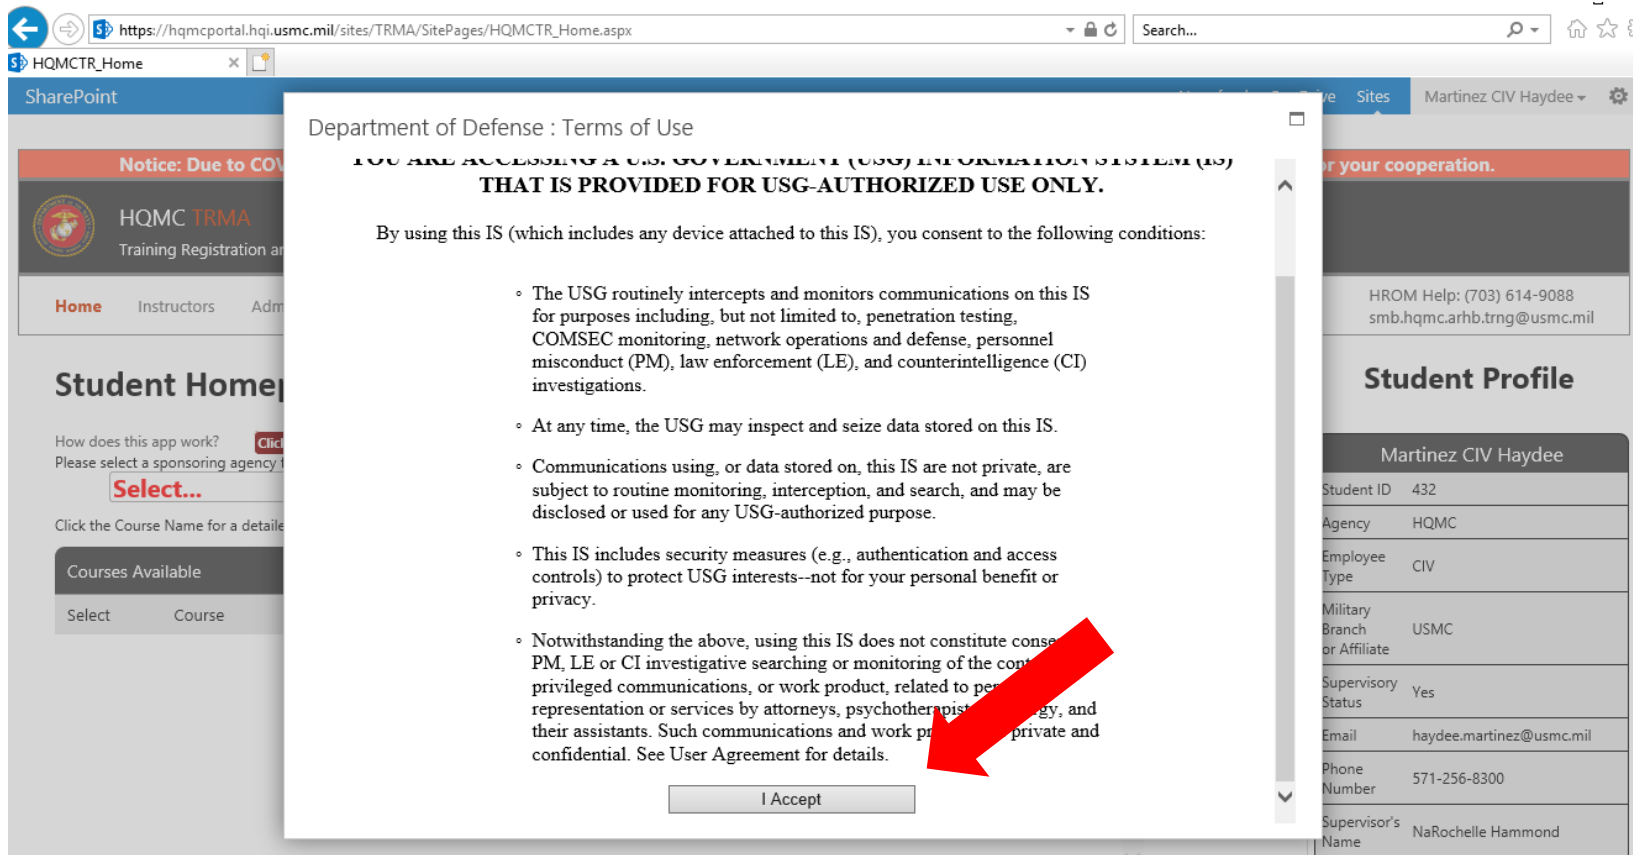 https://hqmcportal.hqi.usmc.mil/sites/TRMA/SitePages/HQMCTR_Home.aspx
Search...
HQMCTR_Home
SharePoint
Sites
Martinez CIV Haydee
Department of Defense : Terms of Use
Notice: Due to
your cooperation.
YOU ARE ACCESSING A U.S. GOVERNMENT (USG) INFORMATION SYSTEM (IS)
THAT IS PROVIDED FOR USG-AUTHORIZED USE ONLY.
HQMC TRMA
Training Registration
By using this IS (which includes any device attached to this IS), you consent to the following conditions:
Home Instructors
HROM Help: (703) 614-9088
smb.hqmc.arhb.trng@usmc.mil
◦ The USG routinely intercepts and monitors communications on this IS
for purposes including, but not limited to, penetration testing,
COMSEC monitoring, network operations and defense, personnel
misconduct (PM), law enforcement (LE), and counterintelligence (CI)
investigations.
◦ At any time, the USG may inspect and seize data stored on this IS.
◦ Communications using, or data stored on, this IS are not private, are
subject to routine monitoring, interception, and search, and may be
disclosed or used for any USG-authorized purpose.
◦ This IS includes security measures (e.g., authentication and access
controls) to protect USG interests--not for your personal benefit or
privacy.
◦ Notwithstanding the above, using this IS does not constitute
PM, LE or CI investigative searching or monitoring of the
privileged communications, or work product, related to
representation or services by attorneys, and
their assistants. Such communications and work private and
confidential. See User Agreement for details.
I Accept
Student
How does this app work?
Please select a sponsoring agency
Select...
Click the Course Name for a
Courses Available
Select Course
Student Profile
Martinez CIV Haydee
Student ID 432
Agency HQMC
Employee
Type CIV
Military
Branch
or Affiliate USMC
Supervisory
Status Yes
Email haydee.martinez@usmc.mil
Phone
Number 571-256-8300
Supervisor's
Name NaRochelle Hammond